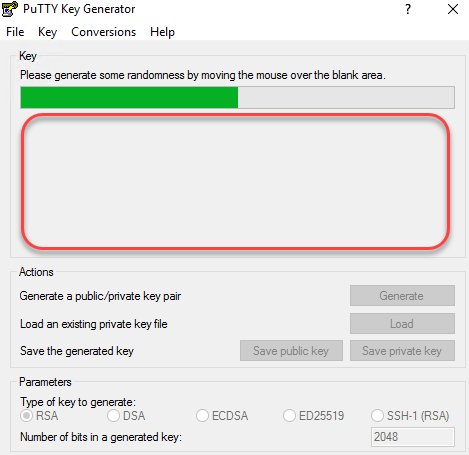 PuTTY Key Generator
?
File Key Conversions Help
Key
Please generate some randomness by moving the mouse over the blank area.
Actions
Generate a public/private key pair
Generate
Load an existing private key file
Load
Save the generated key
Save public key
Save private key
Parameters
Type of key to generate:
RSA DSA ECDSA ED25519 SSH-1 (RSA)
Number of bits in a generated key:
2048